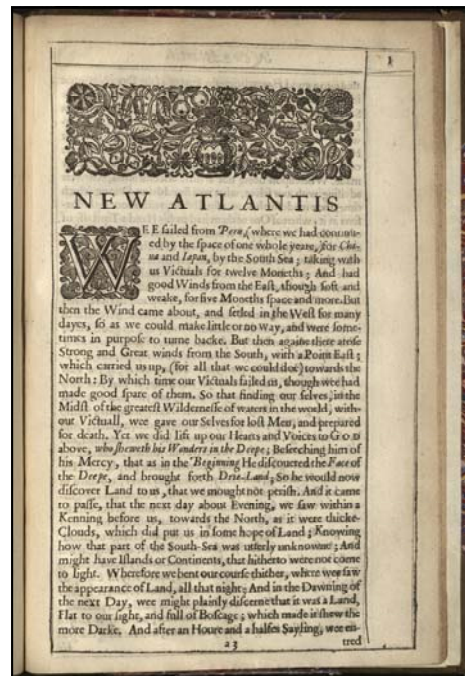 1
NEW ATLANTIS
WEE sailed from Peru, (where we had continu-
ed by the space of one whole yeare,) for Chi-
na and Iapan, by the South Sea; taking with
us Victuals for twelve Moneths; And had
good Winds from the East, though soft and
weake, for five Moneths space and more. But
then the Wind came about, and setled in the West for many
dayes, so as we could make little or no way, and were some-
times in purpose to turne backe. But then againe there arose
Strong and Great winds from the South, with a Point East;
which carried us up, (for all that we could doe) towards the
North: By which time our Victuals failed us, though wee had
made good spare of them. So that finding our selves, in the
Midst of the greatest Wildernesse of waters in the world, with-
out Victuall, wee gave our Selves for lost Men, and prepared
for death. Yet we did lift up our Hearts and Voices to GOD
above, who sheweth his Wonders in the Deepe; Beseeching him of
his Mercy, that as in the Beginning He discovered the Face of
the Deepe, and brought forth Drie-Land; So he would now
discover Land to us, that we mought not perish. And it came
to passe, that the next day about Evening, we saw within a
Kenning before us, towards the North, as it were thicke
Clouds, which did put us in some hope of Land; Knowing
how that part of the South-Sea was utterly unknowne; And
might have Islands or Continents, that hitherto were not come
to light. Wherefore we bent our course thither, where wee saw
the appearance of Land, all that night; And in the Dawning of
the next Day, wee might plainly discerne that it was a Land,
Flat to our sight, and full of Boscage; which made it shew the
more Darke. And after an Houre and a halfes Sayling, wee en-
a 3
tred